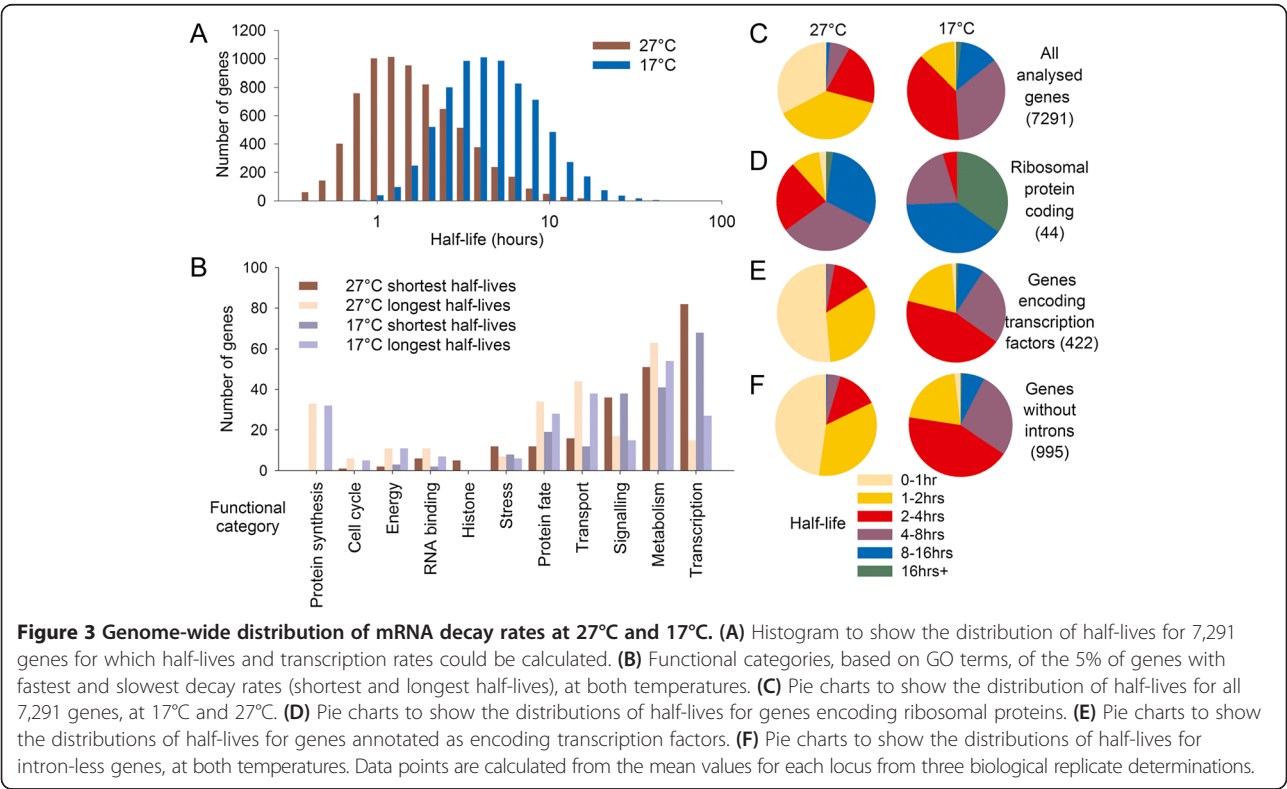 A
1200
1000
800
600
400
200
0
Number of genes
27°C
17°C
1
10
100
Half-life (hours)
B
100
80
60
40
20
0
Number of genes
27°C shortest half-lives
27°C longest half-lives
17°C shortest half-lives
17°C longest half-lives
Functional
category
Protein synthesis
Cell cycle
Energy
RNA binding
Histone
Stress
Protein fate
Transport
Signalling
Metabolism
Transcription
C
27°C
17°C
All
analysed
genes
(7291)
D
Ribosomal
protein
coding
(44)
E
Genes
encoding
transcription
factors (422)
F
Genes
without
introns
(995)
Half-life
0-1hr
1-2hrs
2-4hrs
4-8hrs
8-16hrs
16hrs+
Figure 3 Genome-wide distribution of mRNA decay rates at 27°C and 17°C. (A) Histogram to show the distribution of half-lives for 7,291
genes for which half-lives and transcription rates could be calculated. (B) Functional categories, based on GO terms, of the 5% of genes with
fastest and slowest decay rates (shortest and longest half-lives), at both temperatures. (C) Pie charts to show the distribution of half-lives for all
7,291 genes, at 17°C and 27°C. (D) Pie charts to show the distributions of half-lives for genes encoding ribosomal proteins. (E) Pie charts to show
the distributions of half-lives for genes annotated as encoding transcription factors. (F) Pie charts to show the distributions of half-lives for
intron-less genes, at both temperatures. Data points are calculated from the mean values for each locus from three biological replicate determinations.